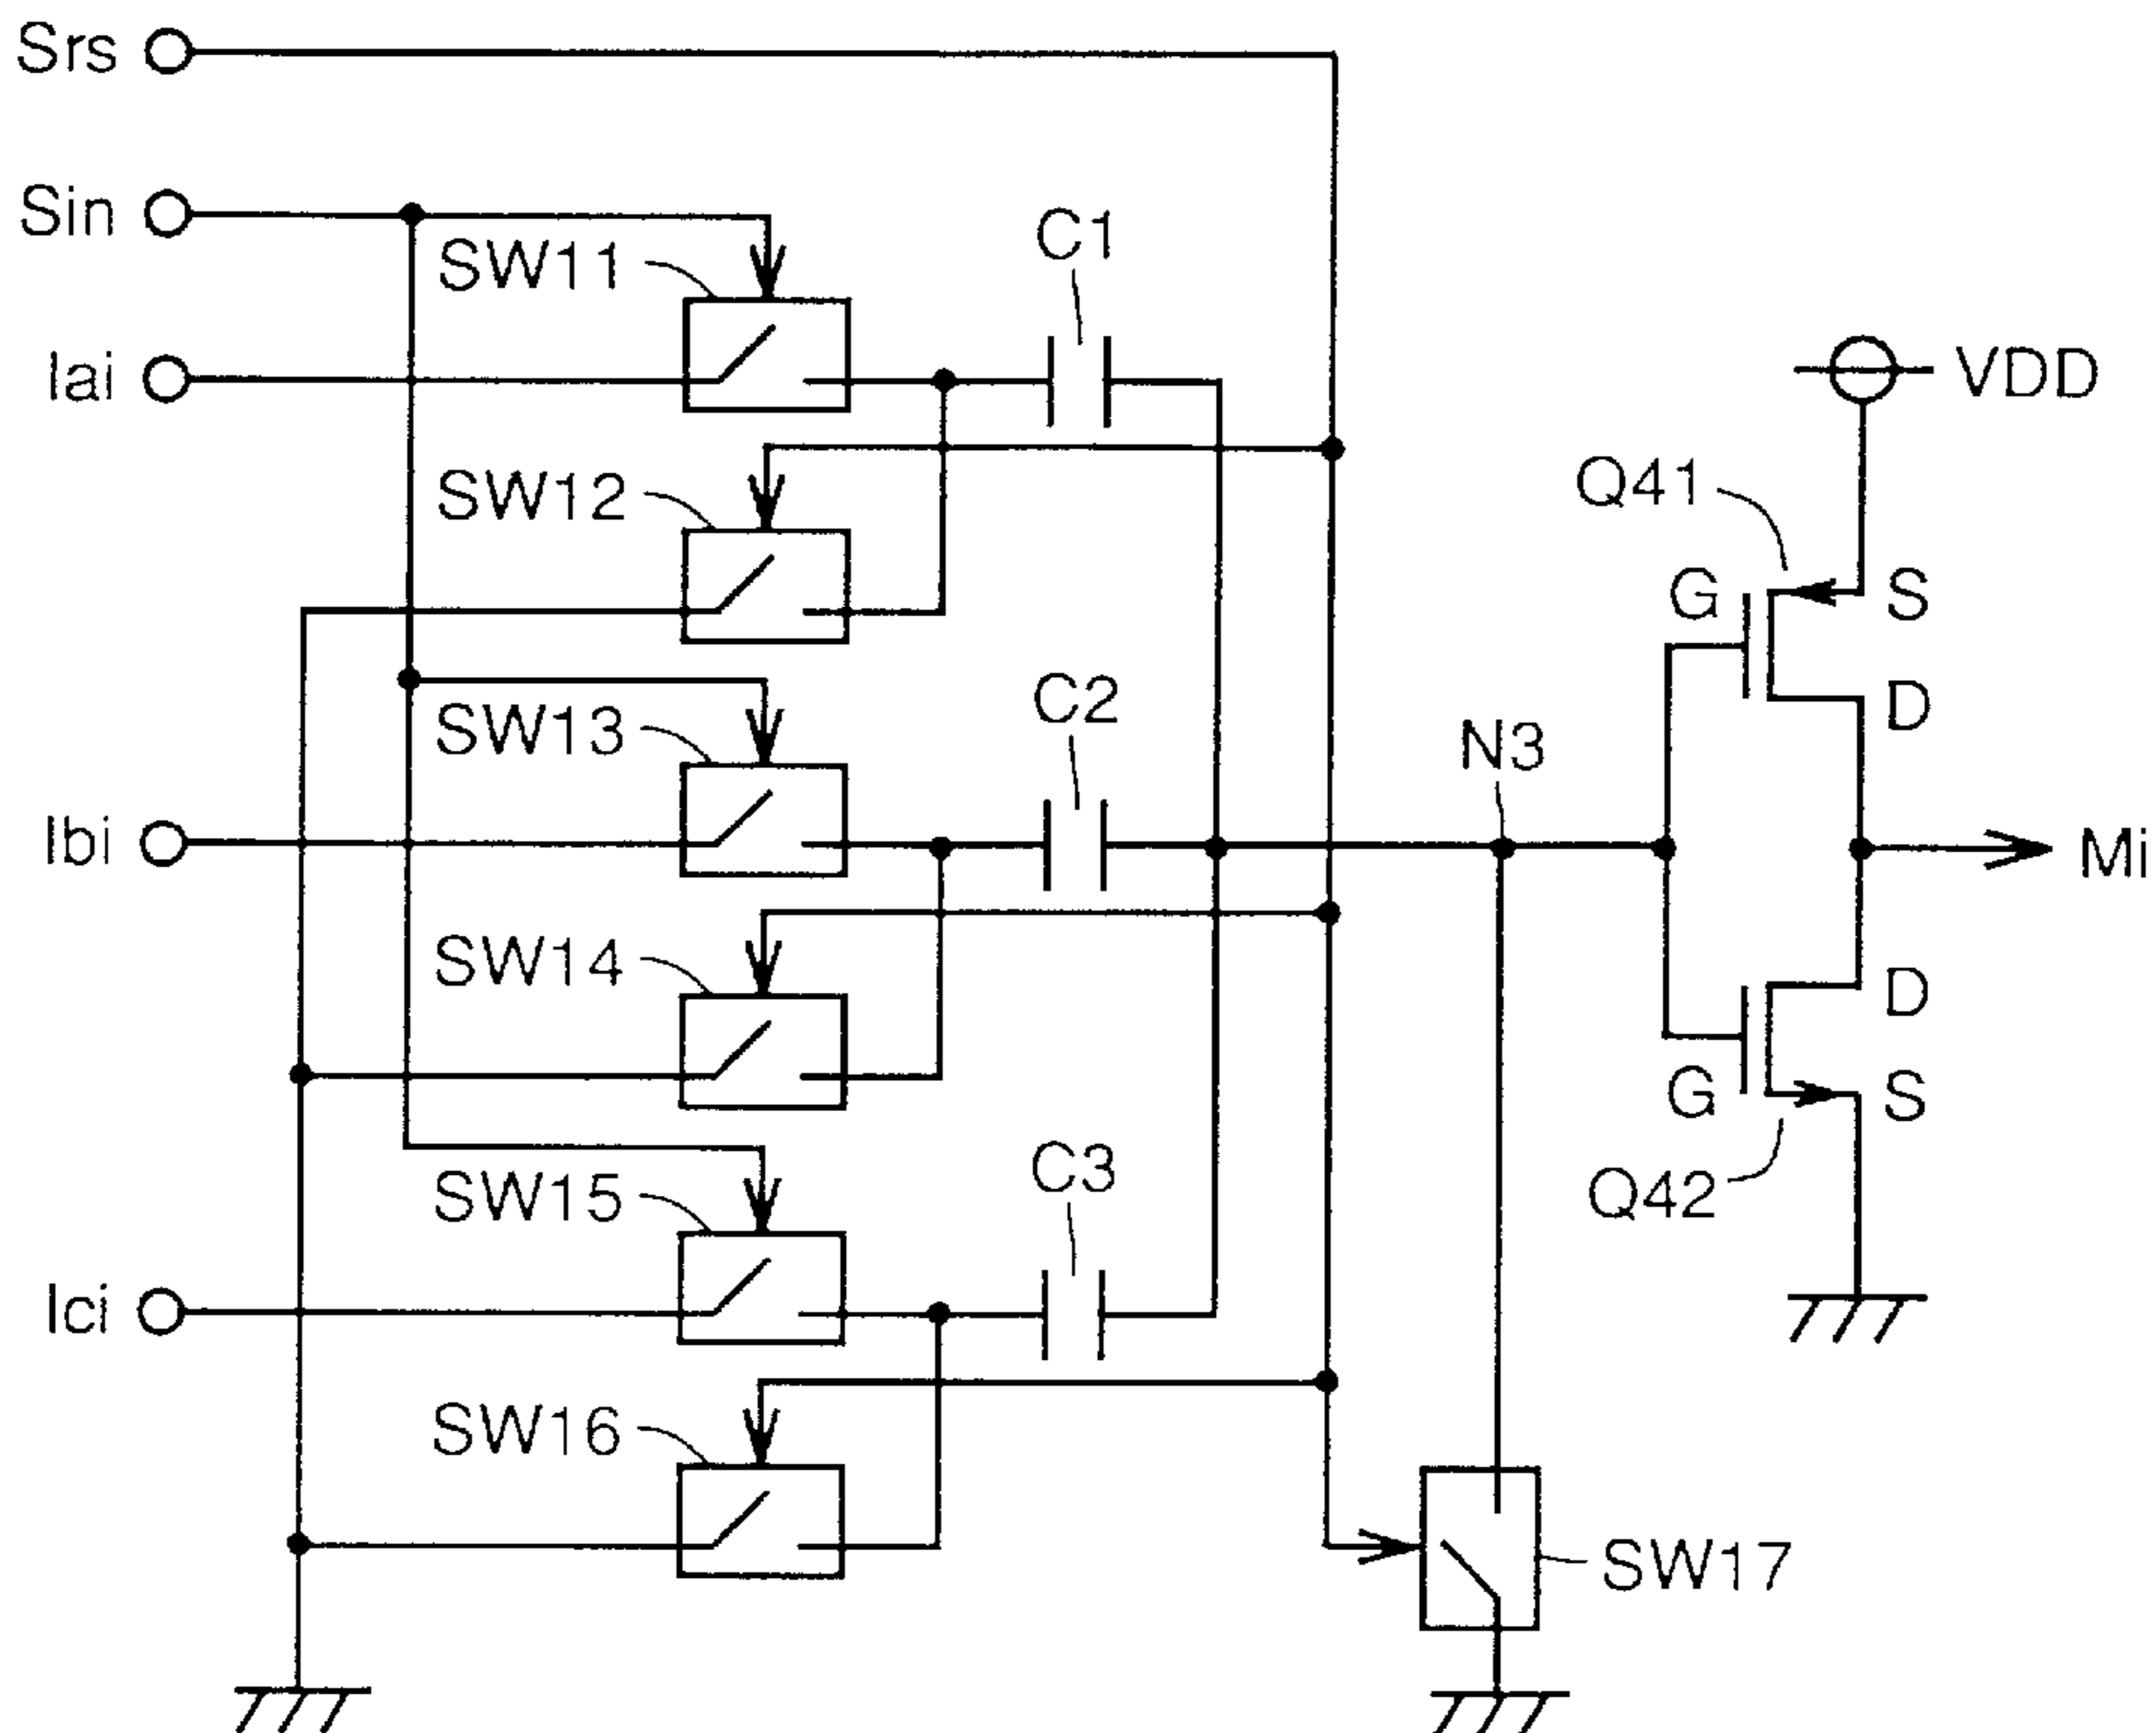 Srs
Sin
SW11
C1
Iai
VDD
SW12
Q41
G
S
D
SW13
C2
N3
Ibi
Mi
SW14
D
G
S
SW15
C3
Q42
Ici
SW16
SW17